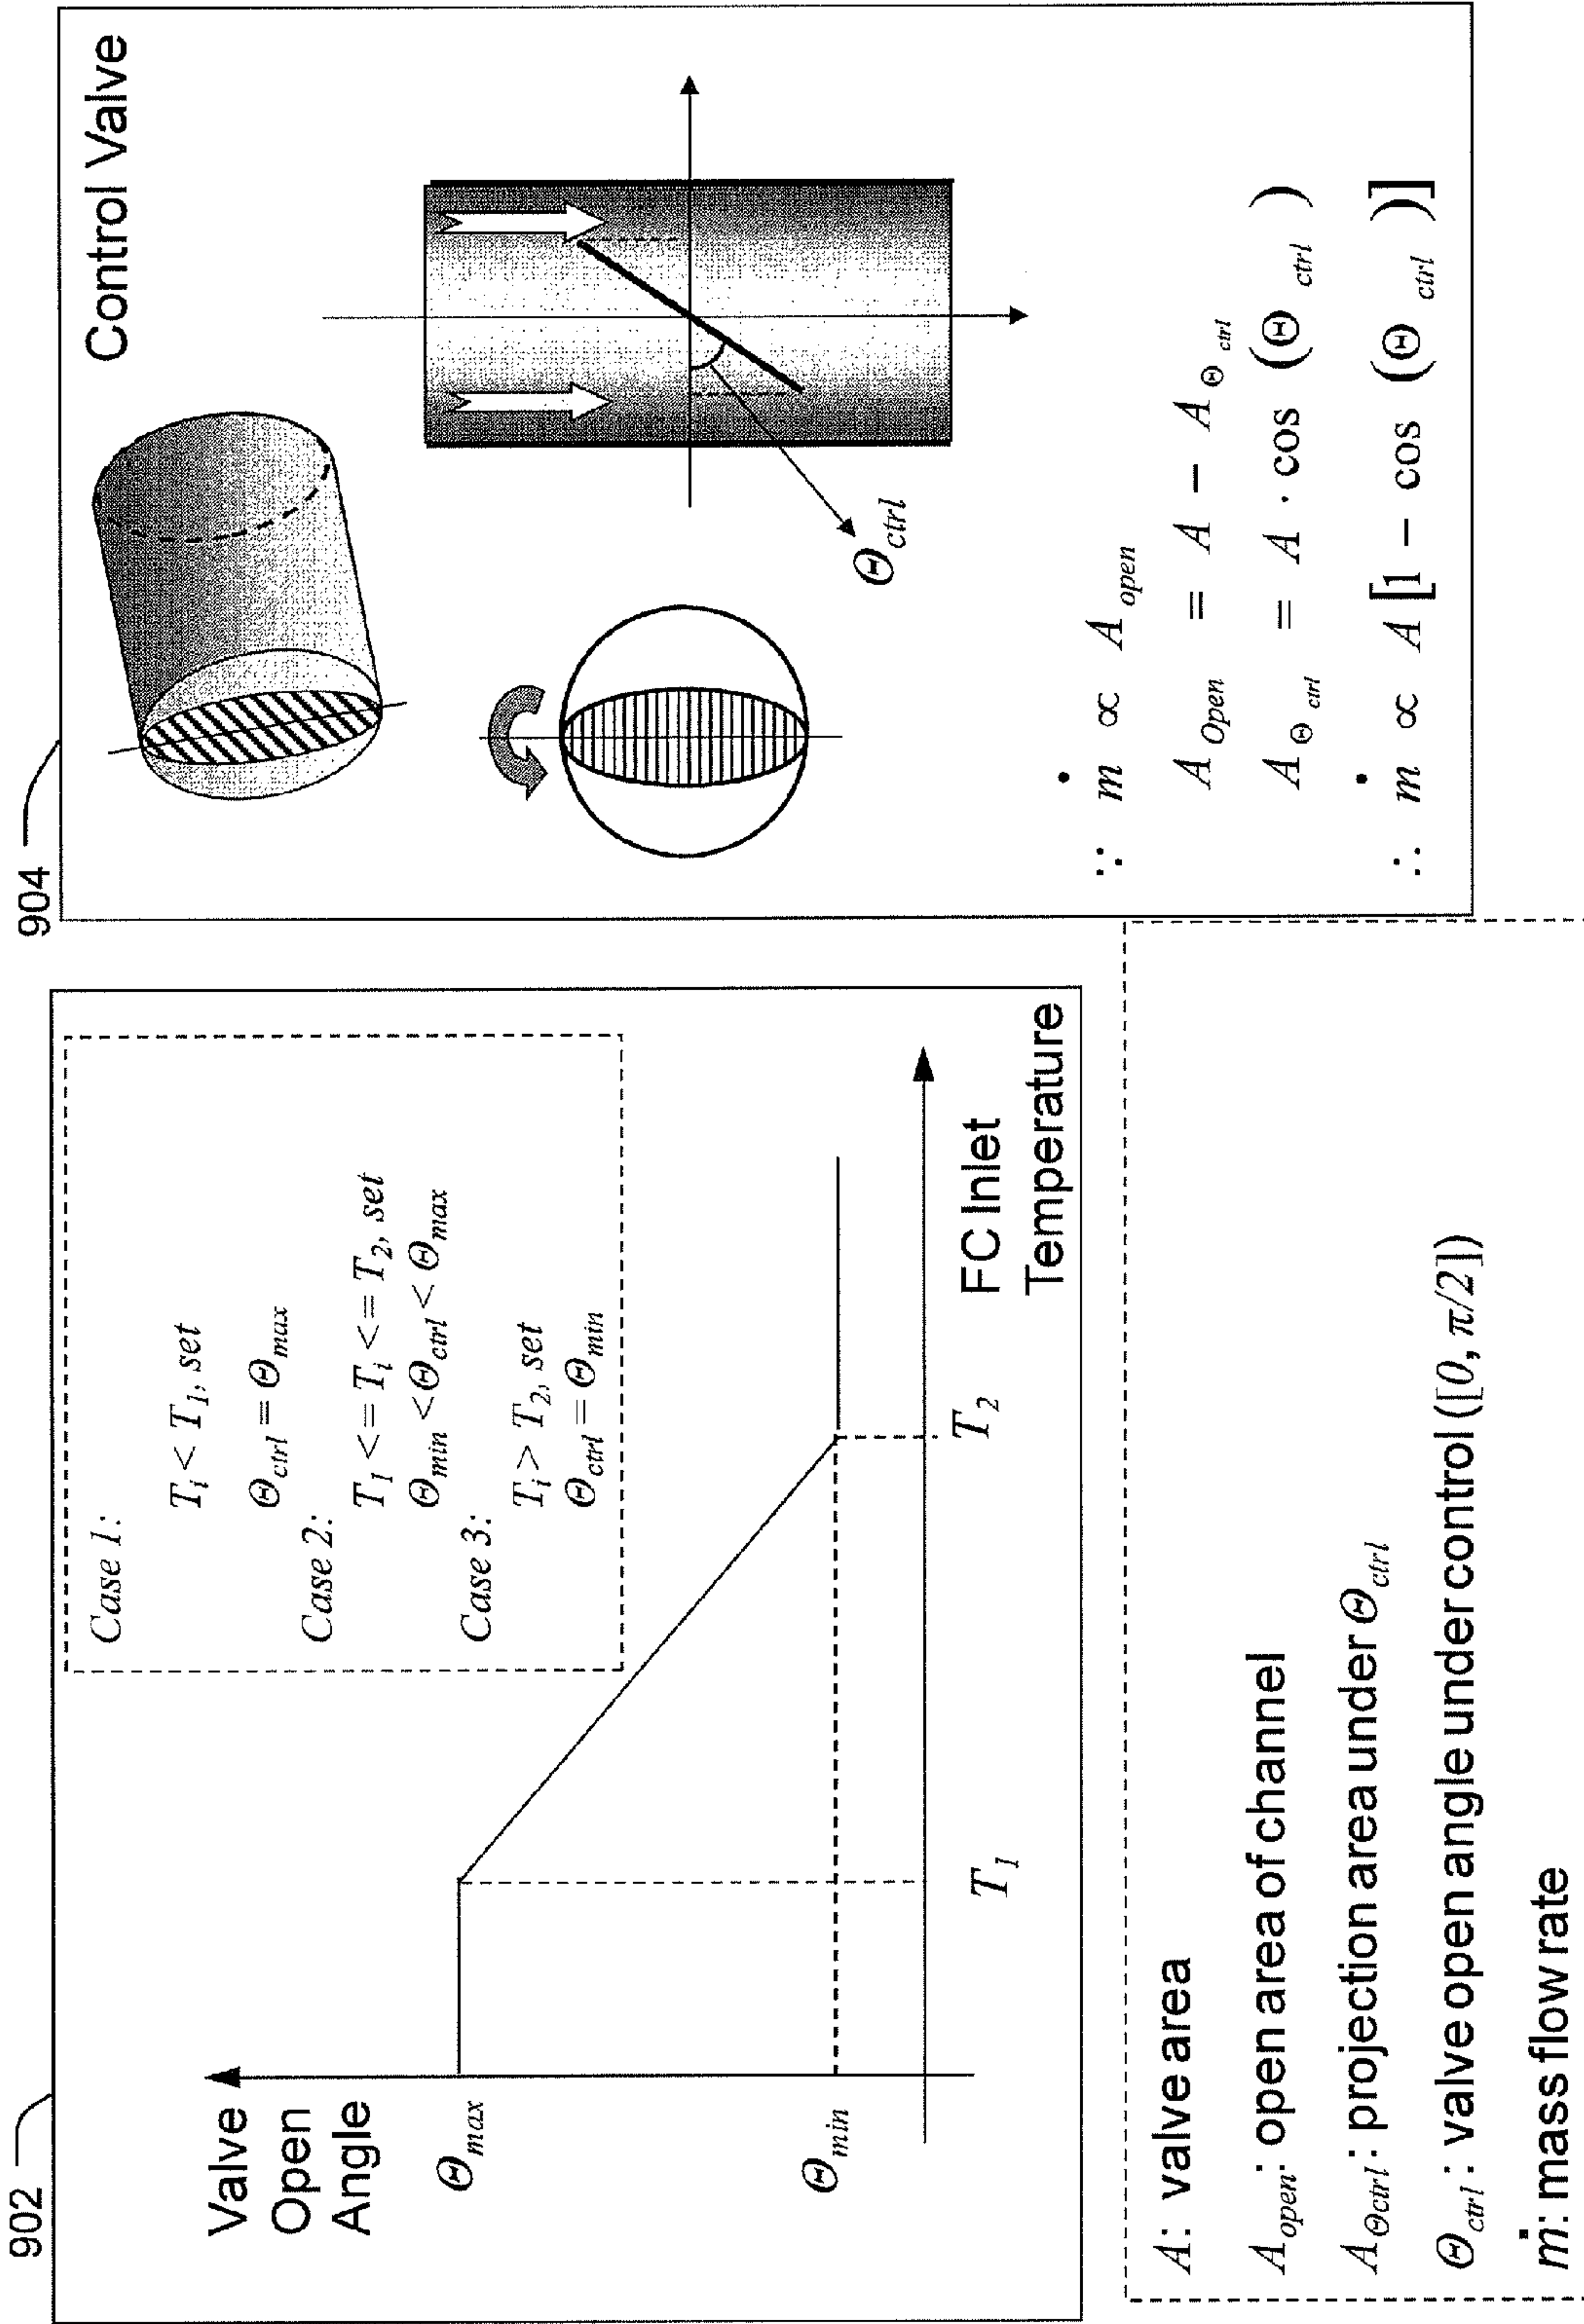 902
Valve
Open
Angle
Θmax
Θmin
T1
T2
FC Inlet
Temperature
Case 1:
Ti < T1, set
Θctrl = Θmax
Case 2:
T1 <= Ti <= T2, set
Θmin < Θctrl < Θmax
Case 3:
Ti > T2, set
Θctrl = Θmin
904
Control Valve
Θctrl
∵ ṁ ∝ Aopen
AOpen = A − AΘctrl
AΘctrl = A · cos (Θctrl)
∴ ṁ ∝ A [1 − cos (Θctrl)]
A: valve area
Aopen: open area of channel
AΘctrl: projection area under Θctrl
Θctrl: valve open angle under control ([0, π/2])
ṁ: mass flow rate